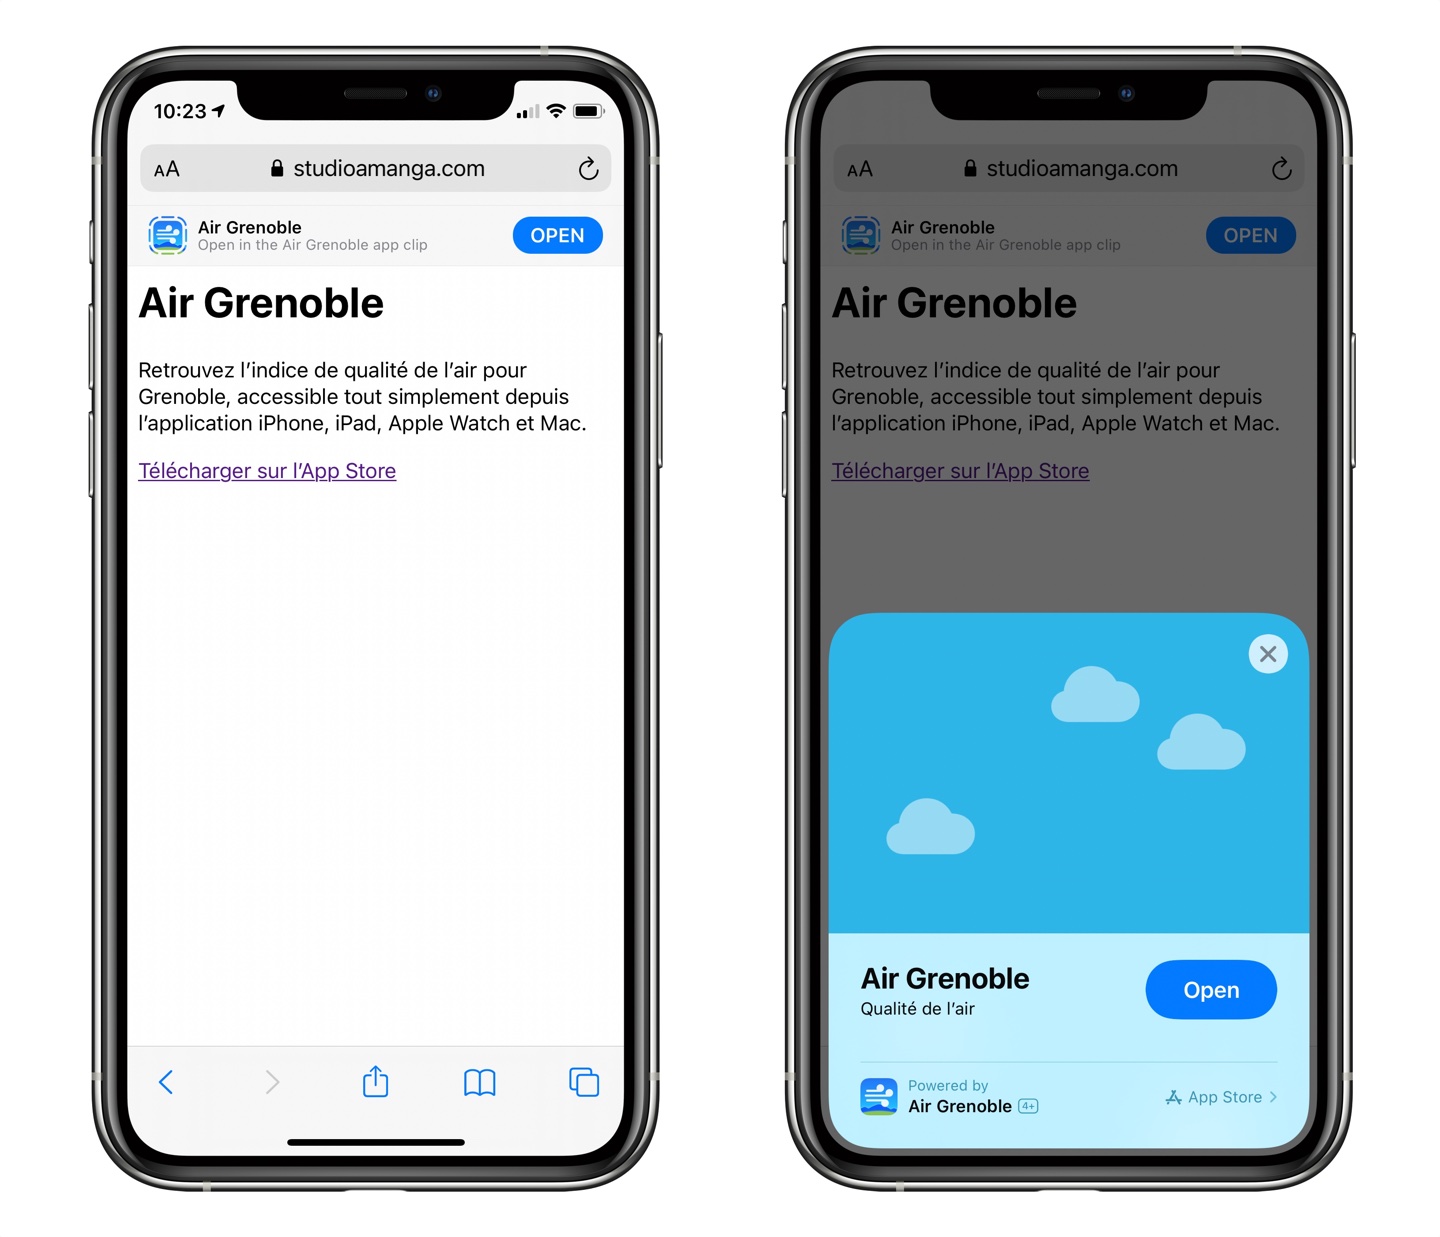 10:23
AA studioamanga.com
Air Grenoble
Open in the Air Grenoble app clip
OPEN
Air Grenoble
Retrouvez l’indice de qualité de l’air pour
Grenoble, accessible tout simplement depuis
l’application iPhone, iPad, Apple Watch et Mac.
Télécharger sur l’App Store
AA studioamanga.com
Air Grenoble
Open in the Air Grenoble app clip
OPEN
Air Grenoble
Retrouvez l’indice de qualité de l’air pour
Grenoble, accessible tout simplement depuis
l’application iPhone, iPad, Apple Watch et Mac.
Télécharger sur l’App Store
Air Grenoble
Qualité de l’air
Open
Powered by
Air Grenoble 4+
App Store